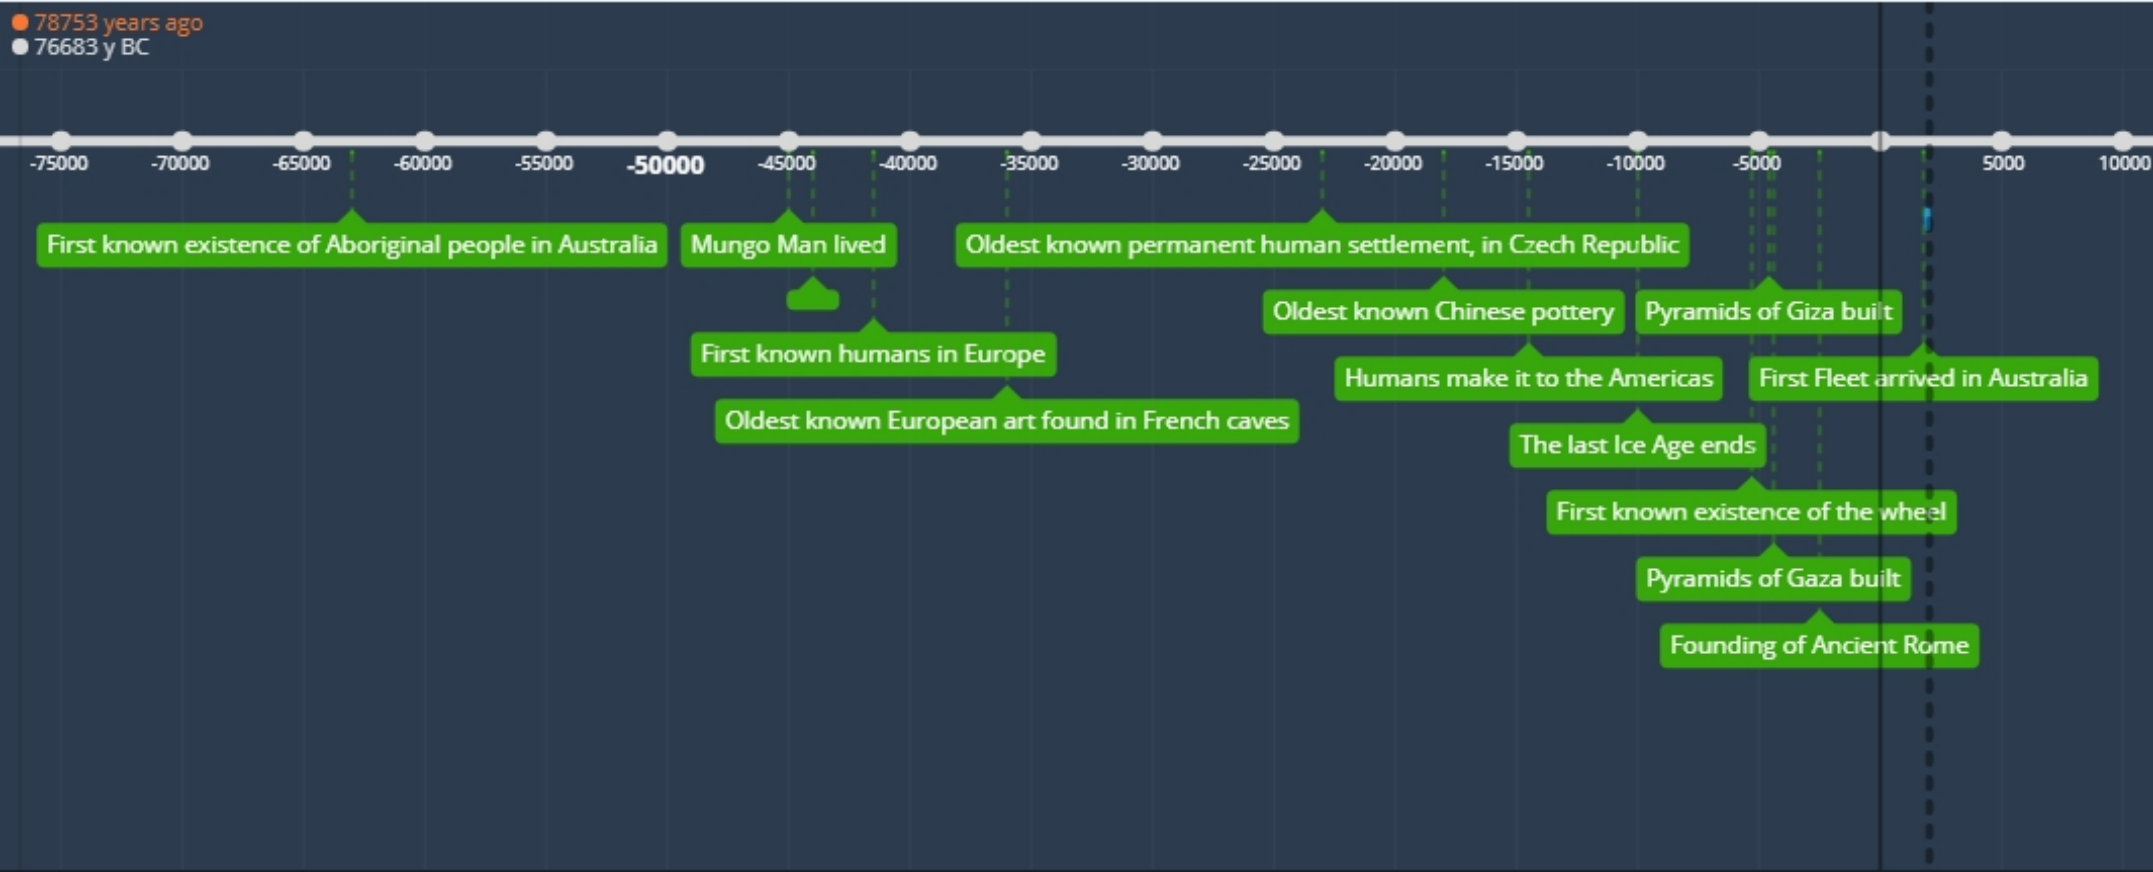 78753 years ago
76683 y BC
-75000 -70000 -65000 -60000 -55000 -50000 -45000 -40000 -35000 -30000 -25000 -20000 -15000 -10000 -5000 5000 10000
First known existence of Aboriginal people in Australia
Mungo Man lived
Oldest known permanent human settlement, in Czech Republic
Oldest known Chinese pottery
Pyramids of Giza built
First known humans in Europe
Humans make it to the Americas
First Fleet arrived in Australia
Oldest known European art found in French caves
The last Ice Age ends
First known existence of the wheel
Pyramids of Gaza built
Founding of Ancient Rome